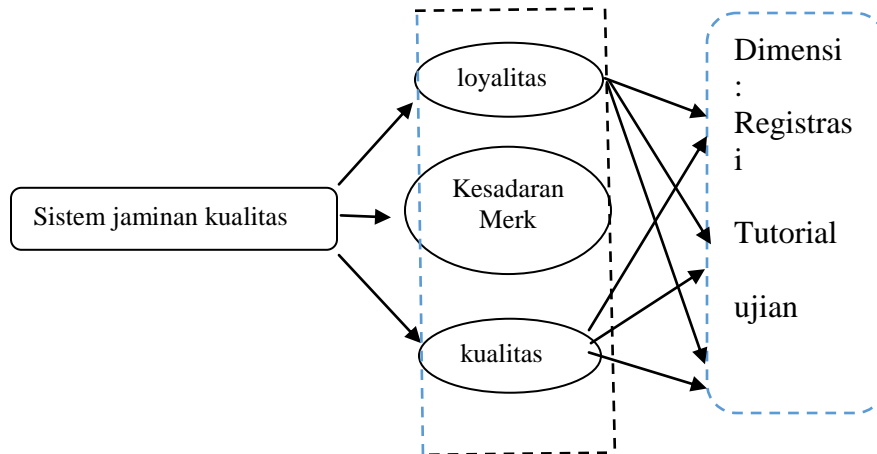 Sistem jaminan kualitas
loyalitas
Kesadaran
Merk
kualitas
Dimensi
:
Registras
i
Tutorial
ujian